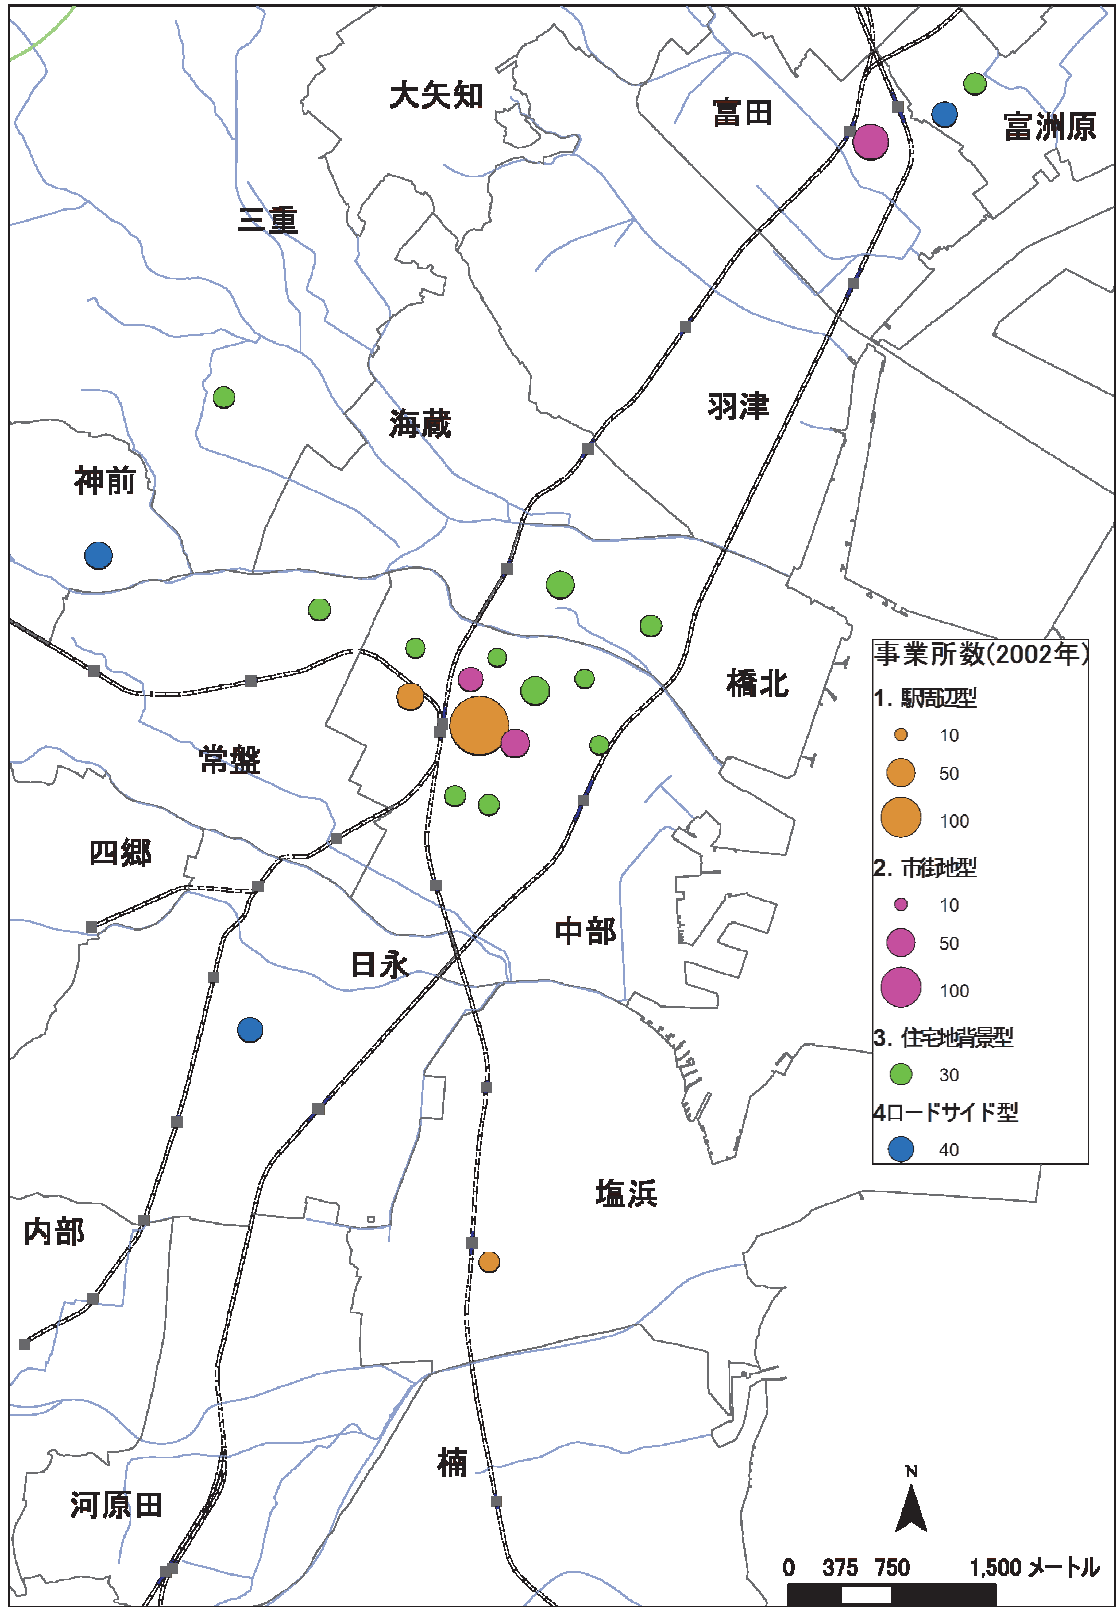 大矢知
富田
富洲原
三重
羽津
海蔵
神前
橋北
常盤
四郷
中部
日永
塩浜
内部
楠
河原田
事業所数(2002年)
1. 駅周辺型
10
50
100
2. 市街地型
10
50
100
3. 住宅地背景型
30
4ロードサイド型
40
N
0 375 750 1,500 メートル